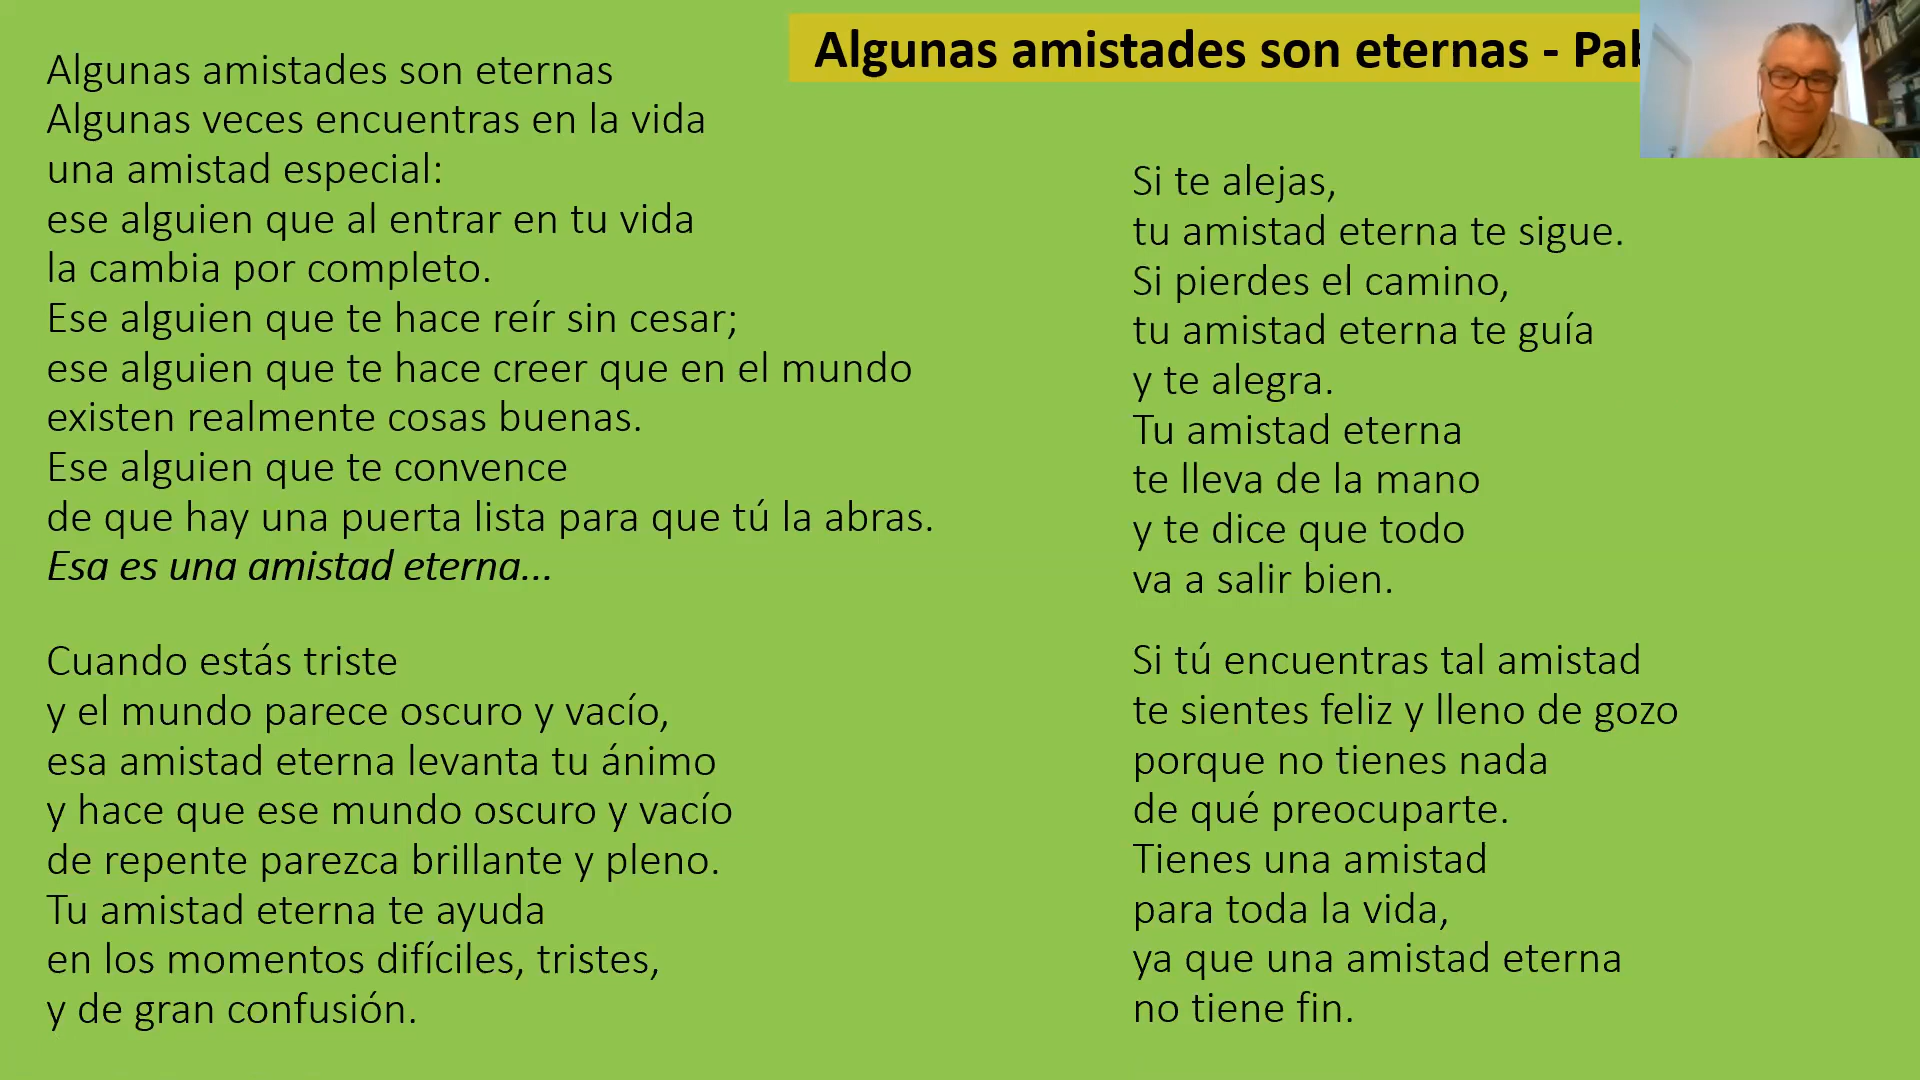 Algunas amistades son eternas -
Algunas amistades son eternas
Algunas veces encuentras en la vida
una amistad especial:
ese alguien que al entrar en tu vida
la cambia por completo.
Ese alguien que te hace reír sin cesar;
ese alguien que te hace creer que en el mundo
existen realmente cosas buenas.
Ese alguien que te convence
de que hay una puerta lista para que tú la abras.
Esa es una amistad eterna...
Cuando estás triste
y el mundo parece oscuro y vacío,
esa amistad eterna levanta tu ánimo
y hace que ese mundo oscuro y vacío
de repente parezca brillante y pleno.
Tu amistad eterna te ayuda
en los momentos difíciles, tristes,
y de gran confusión.
Si te alejas,
tu amistad eterna te sigue.
Si pierdes el camino,
tu amistad eterna te guía
y te alegra.
Tu amistad eterna
te lleva de la mano
y te dice que todo
va a salir bien.
Si tú encuentras tal amistad
te sientes feliz y lleno de gozo
porque no tienes nada
de qué preocuparte.
Tienes una amistad
para toda la vida,
ya que una amistad eterna
no tiene fin.